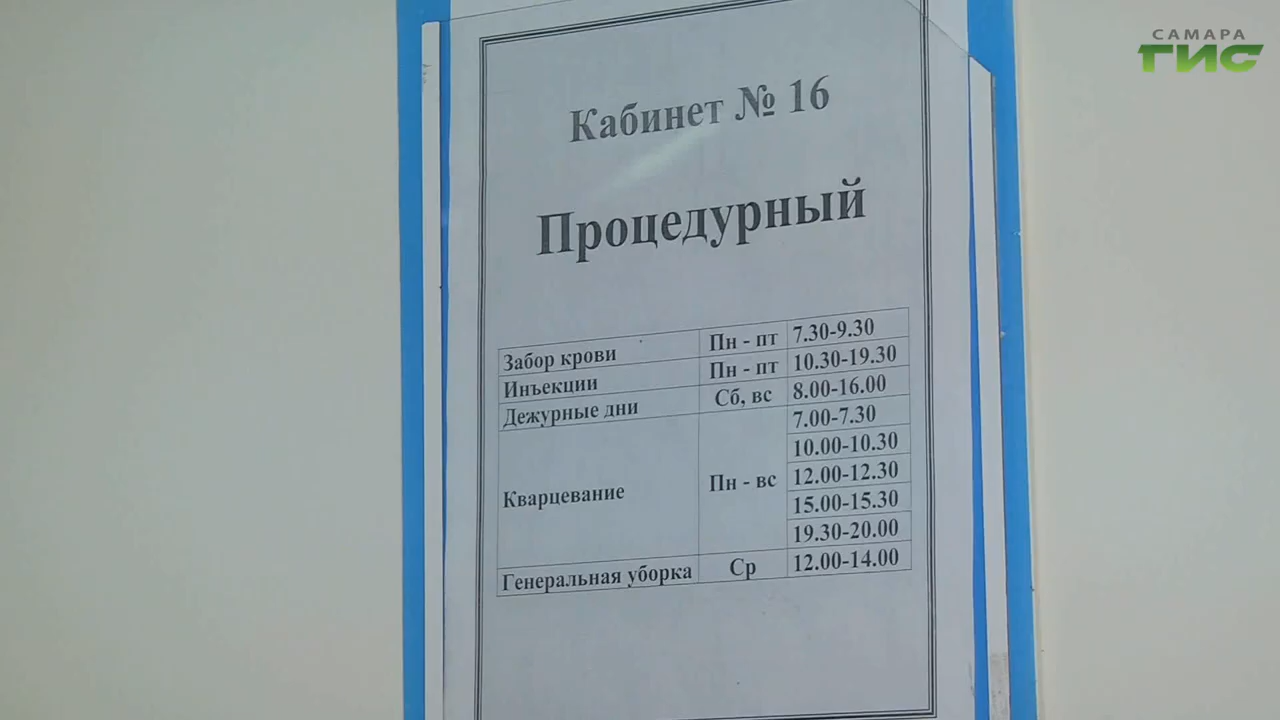 САМАРА
ГИС
Кабинет № 16
Процедурный
Забор крови Пн - пт 7.30-9.30
Инъекции Пн - пт 10.30-19.30
Дежурные дни Сб, вс 8.00-16.00
Кварцевание Пн - вс 7.00-7.30
10.00-10.30
12.00-12.30
15.00-15.30
19.30-20.00
Генеральная уборка Ср 12.00-14.00